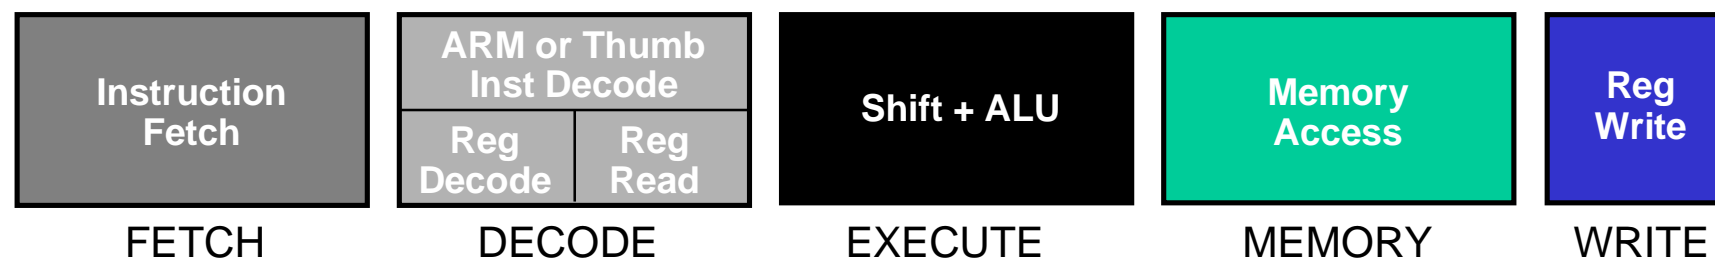 Instruction
Fetch
ARM or Thumb
Inst Decode
Reg
Decode
Reg
Read
Shift + ALU
Memory
Access
Reg
Write
FETCH
DECODE
EXECUTE
MEMORY
WRITE